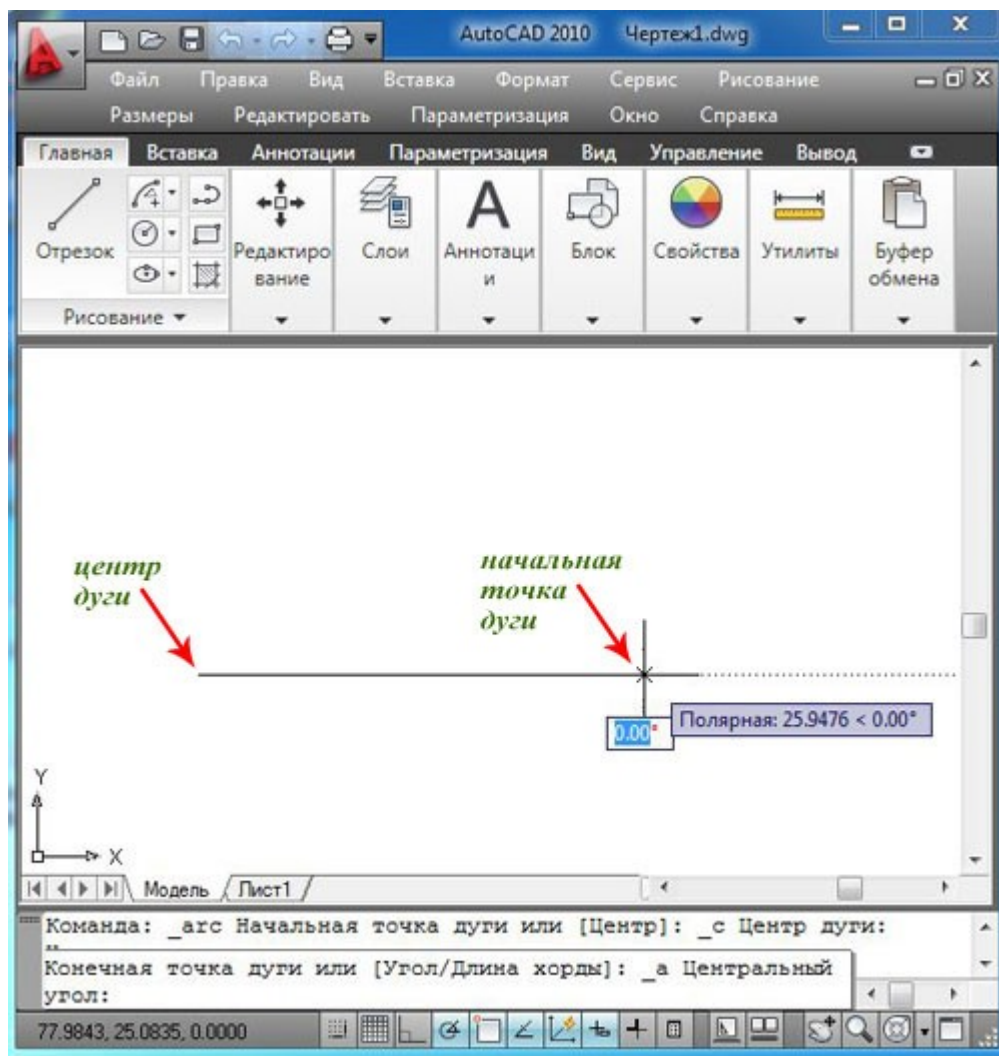 AutoCAD 2010 Чертеж1.dwg
Файл Правка Вид Вставка Формат Сервис Рисование
Размеры Редактировать Параметризация Окно Справка
Главная Вставка Аннотации Параметризация Вид Управление Вывод
Отрезок
Рисование
Редактиро
вание
Слои
Аннотаци
и
Блок
Свойства
Утилиты
Буфер
обмена
центр
дуги
начальная
точка
дуги
0.00°
Полярная: 25.9476 < 0.00°
Y
X
Модель Лист1
Команда: _arc Начальная точка дуги или [Центр]: _c Центр дуги:
Конечная точка дуги или [Угол/Длина хорды]: _a Центральный
угол:
77.9843, 25.0835, 0.0000